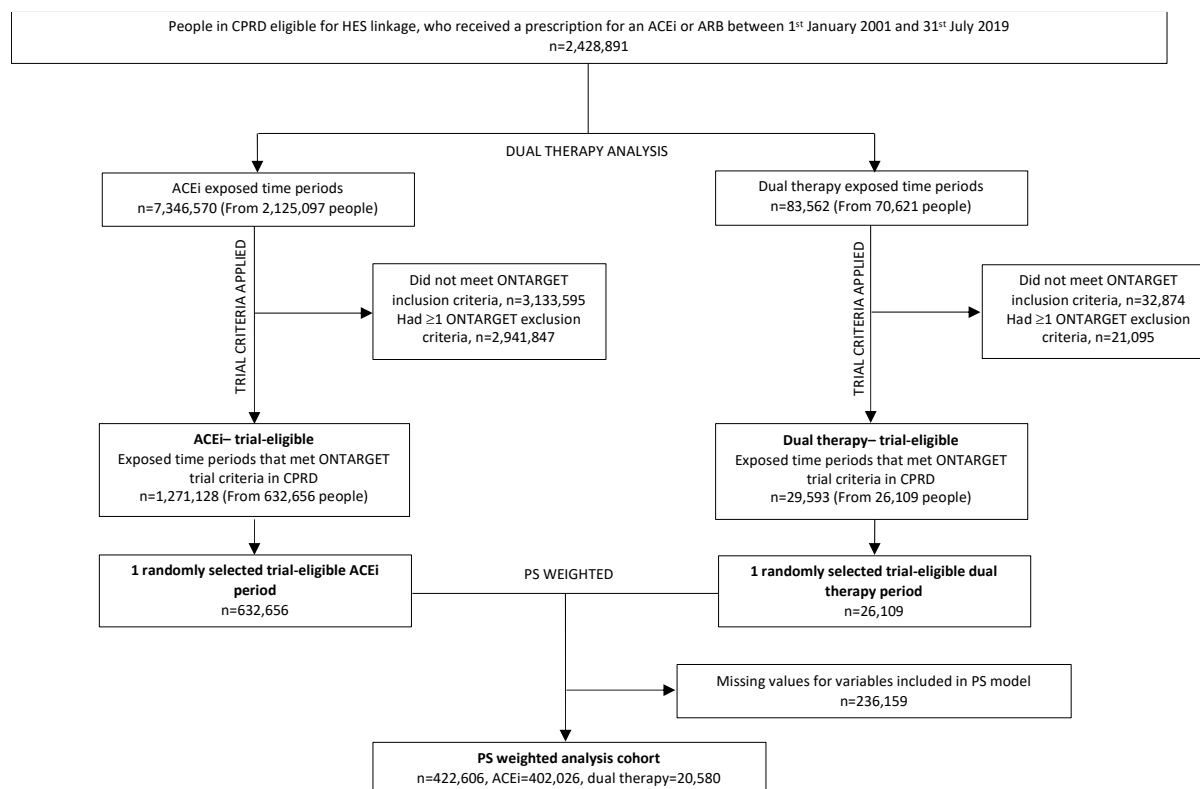 People in CPRD eligible for HES linkage, who received a prescription for an ACEi or ARB between 1st January 2001 and 31st July 2019
n=2,428,891
DUAL THERAPY ANALYSIS
ACEi exposed time periods
n=7,346,570 (From 2,125,097 people)
Dual therapy exposed time periods
n=83,562 (From 70,621 people)
TRIAL CRITERIA APPLIED
Did not meet ONTARGET
inclusion criteria, n=3,133,595
Had ≥1 ONTARGET exclusion
criteria, n=2,941,847
TRIAL CRITERIA APPLIED
Did not meet ONTARGET
inclusion criteria, n=32,874
Had ≥1 ONTARGET exclusion
criteria, n=21,095
ACEi– trial-eligible
Exposed time periods that met ONTARGET
trial criteria in CPRD
n=1,271,128 (From 632,656 people)
Dual therapy– trial-eligible
Exposed time periods that met ONTARGET
trial criteria in CPRD
n=29,593 (From 26,109 people)
1 randomly selected trial-eligible ACEi
period
n=632,656
PS WEIGHTED
1 randomly selected trial-eligible dual
therapy period
n=26,109
Missing values for variables included in PS model
n=236,159
PS weighted analysis cohort
n=422,606, ACEi=402,026, dual therapy=20,580